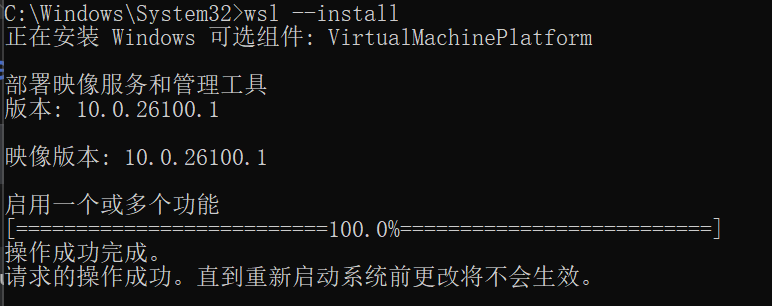 C:\Windows\System32>wsl --install
正在安装 Windows 可选组件: VirtualMachinePlatform
部署映像服务和管理工具
版本: 10.0.26100.1
映像版本: 10.0.26100.1
启用一个或多个功能
[==========================100.0%==========================]
操作成功完成。
请求的操作成功。直到重新启动系统前更改将不会生效。